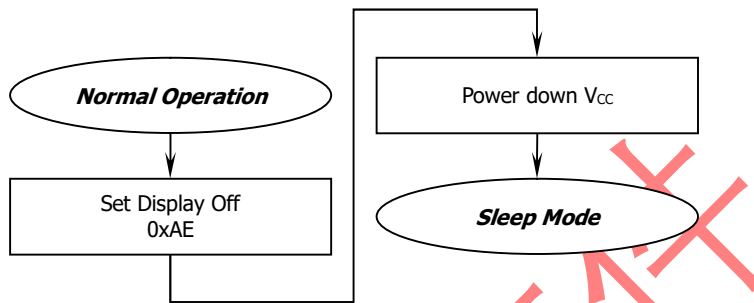 Normal Operation
Set Display Off
0xAE
Power down VCC
Sleep Mode